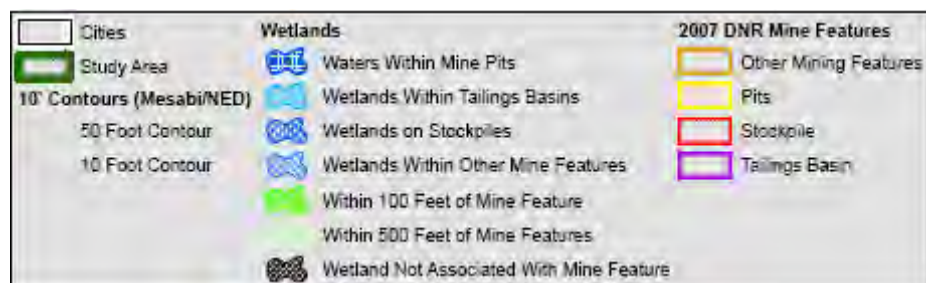 Cities
Study Area
10' Contours (Mesabi/NED)
50 Foot Contour
10 Foot Contour
Wetlands
Waters Within Mine Pits
Wetlands Within Tailings Basins
Wetlands on Stockpiles
Wetlands Within Other Mine Features
Within 100 Feet of Mine Feature
Within 500 Feet of Mine Features
Wetland Not Associated With Mine Feature
2007 DNR Mine Features
Other Mining Features
Pits
Stockpile
Tailings Basin